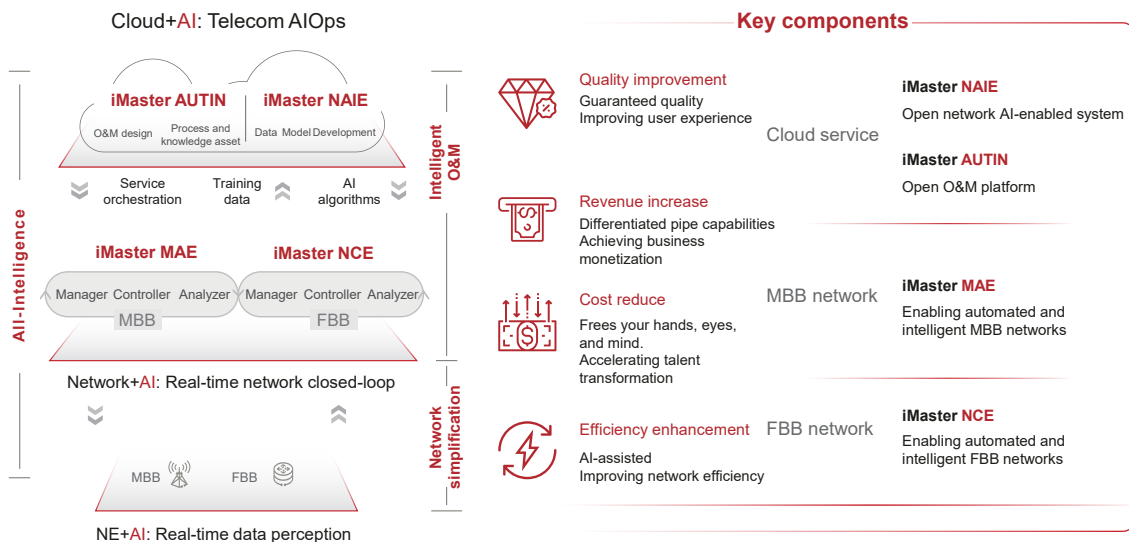 Cloud+AI: Telecom AIOps
iMaster AUTIN
iMaster NAIE
O&M design
Process and
knowledge asset
Data
Model
Development
Service
orchestration
Training
data
AI
algorithms
iMaster MAE
iMaster NCE
Manager
Controller
Analyzer
Manager
Controller
Analyzer
MBB
FBB
Network+AI: Real-time network closed-loop
MBB
FBB
NE+AI: Real-time data perception
All-Intelligence
Intelligent
O&M
Network
simplification
Key components
Quality improvement
Guaranteed quality
Improving user experience
Revenue increase
Differentiated pipe capabilities
Achieving business
monetization
Cost reduce
Frees your hands, eyes,
and mind.
Accelerating talent
transformation
Efficiency enhancement
AI-assisted
Improving network efficiency
Cloud service
iMaster NAIE
Open network AI-enabled system
iMaster AUTIN
Open O&M platform
MBB network
iMaster MAE
Enabling automated and
intelligent MBB networks
FBB network
iMaster NCE
Enabling automated and
intelligent FBB networks